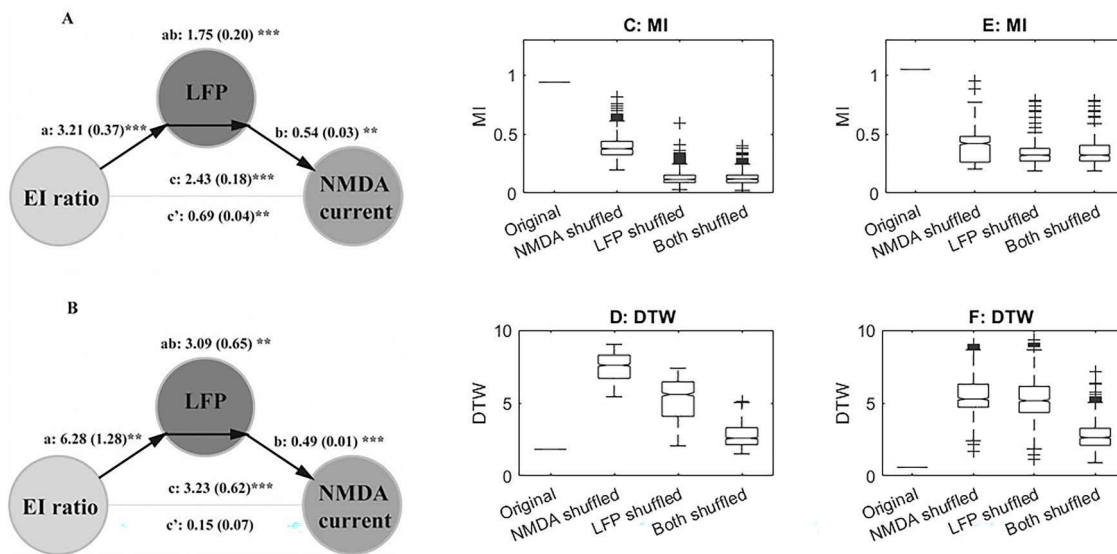 A
ab: 1.75 (0.20) ***
LFP
a: 3.21 (0.37)***
b: 0.54 (0.03) **
EI ratio
c: 2.43 (0.18)***
c’: 0.69 (0.04)**
NMDA
current
B
ab: 3.09 (0.65) **
LFP
a: 6.28 (1.28)**
b: 0.49 (0.01) ***
EI ratio
c: 3.23 (0.62)***
c’: 0.15 (0.07)
NMDA
current
C: MI
MI
1
0.5
0
Original
NMDA shuffled
LFP shuffled
Both shuffled
E: MI
MI
1
0.5
0
Original
NMDA shuffled
LFP shuffled
Both shuffled
D: DTW
DTW
10
5
0
Original
NMDA shuffled
LFP shuffled
Both shuffled
F: DTW
DTW
10
5
0
Original
NMDA shuffled
LFP shuffled
Both shuffled